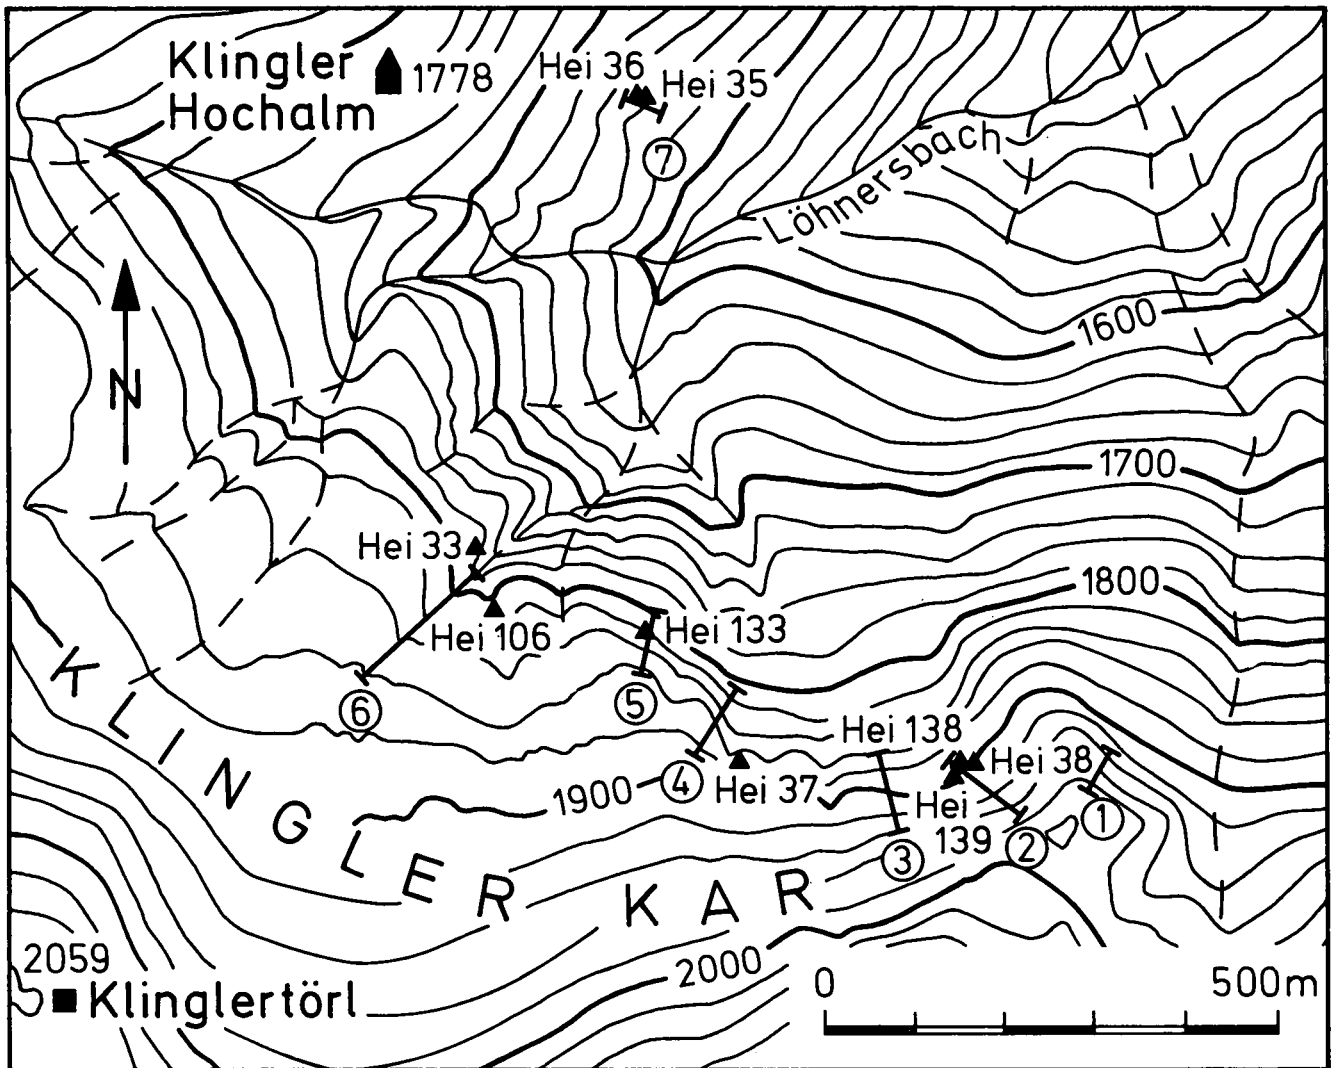 Klingler
Hochalm
1778
Hei 36
Hei 35
7
Löhnersbach
N
1600
1700
1800
Hei 33
Hei 106
Hei 133
6
5
4
Hei 37
Hei 138
Hei 38
Hei
139
3
2
1
1900
KLINGLER KAR
2000
2059
Klinglertörl
0
500m